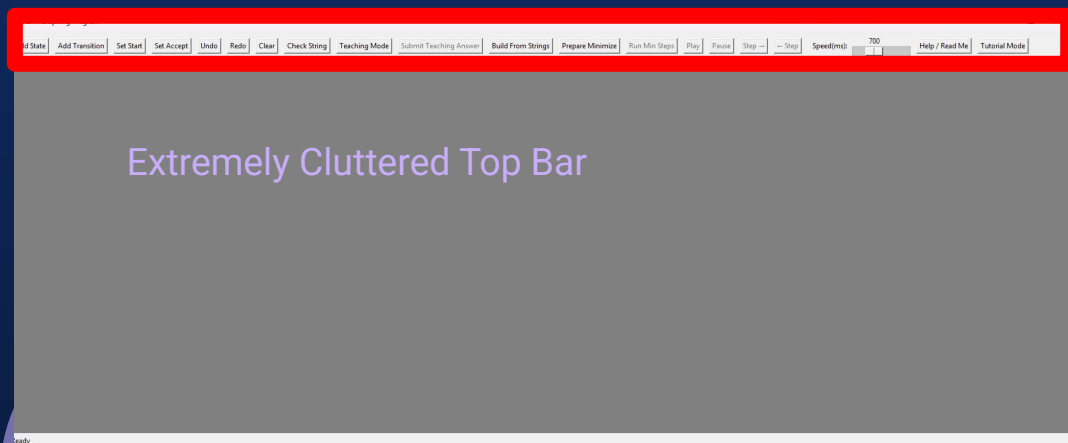 State Add Transition Set Start Set Accept Undo Redo Clear Check String Teaching Mode Submit Teaching Answer Build From Strings Prepare Minimize Run Min Steps Play Pause Step → ← Step Speed(ms): 700 Help / Read Me Tutorial Mode
Extremely Cluttered Top Bar
Ready